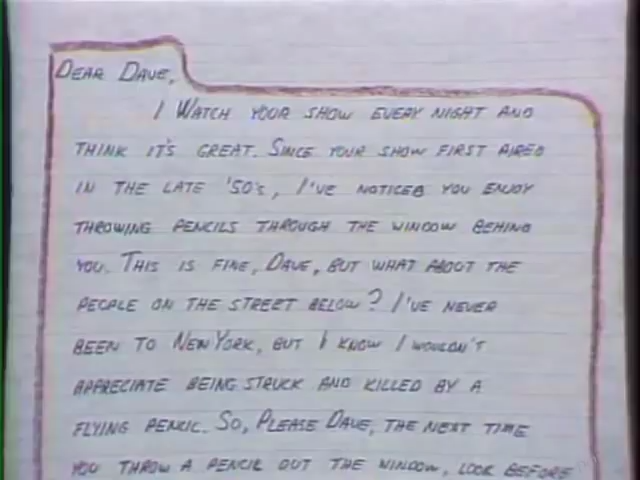 DEAR DAVE,
I WATCH YOUR SHOW EVERY NIGHT AND
THINK IT'S GREAT. SINCE YOUR SHOW FIRST AIRED
IN THE LATE '50's, I'VE NOTICED YOU ENJOY
THROWING PENCILS THROUGH THE WINDOW BEHIND
YOU. THIS IS FINE, DAVE, BUT WHAT ABOUT THE
PEOPLE ON THE STREET BELOW? I'VE NEVER
BEEN TO NEW YORK, BUT I KNOW I WOULDN'T
APPRECIATE BEING STRUCK AND KILLED BY A
FLYING PENCIL. SO, PLEASE DAVE, THE NEXT TIME
YOU THROW A PENCIL OUT THE WINDOW, LOOK BEFORE